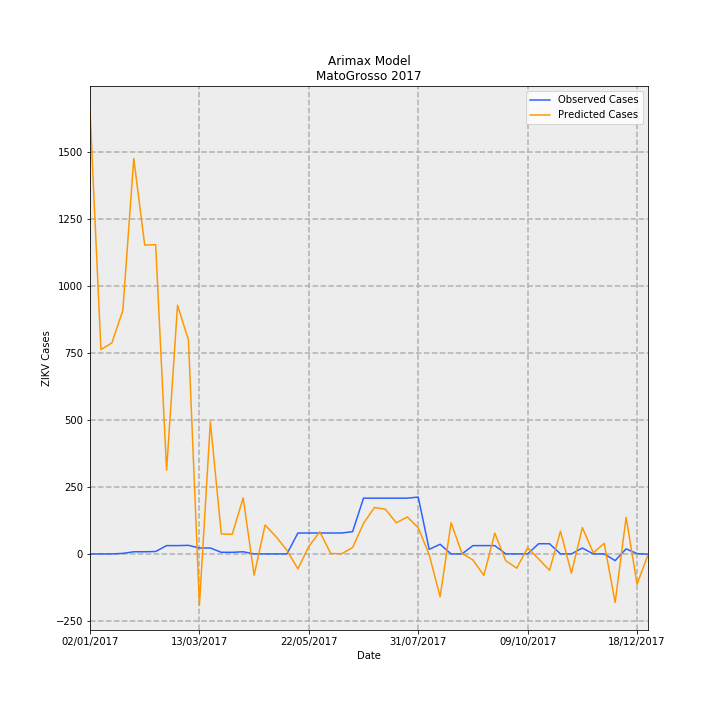 Arimax Model
MatoGrosso 2017
Observed Cases
Predicted Cases
ZIKV Cases
1500
1250
1000
750
500
250
0
−250
02/01/2017
13/03/2017
22/05/2017
31/07/2017
09/10/2017
18/12/2017
Date